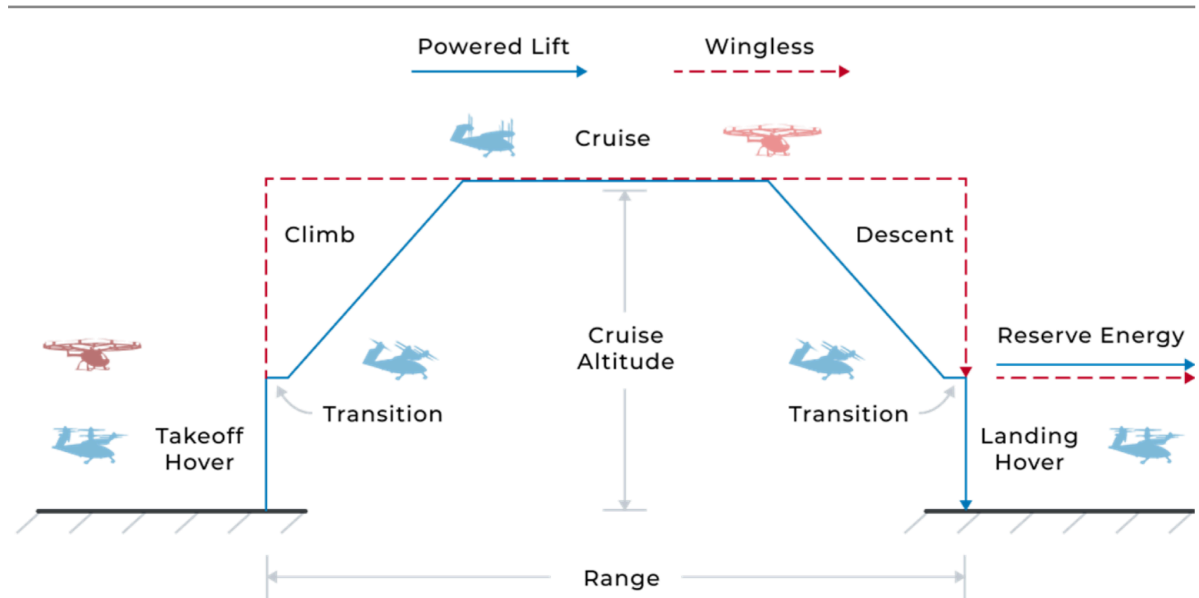 Powered Lift
Wingless
Cruise
Climb
Descent
Cruise
Altitude
Reserve Energy
Transition
Transition
Takeoff
Hover
Landing
Hover
Range